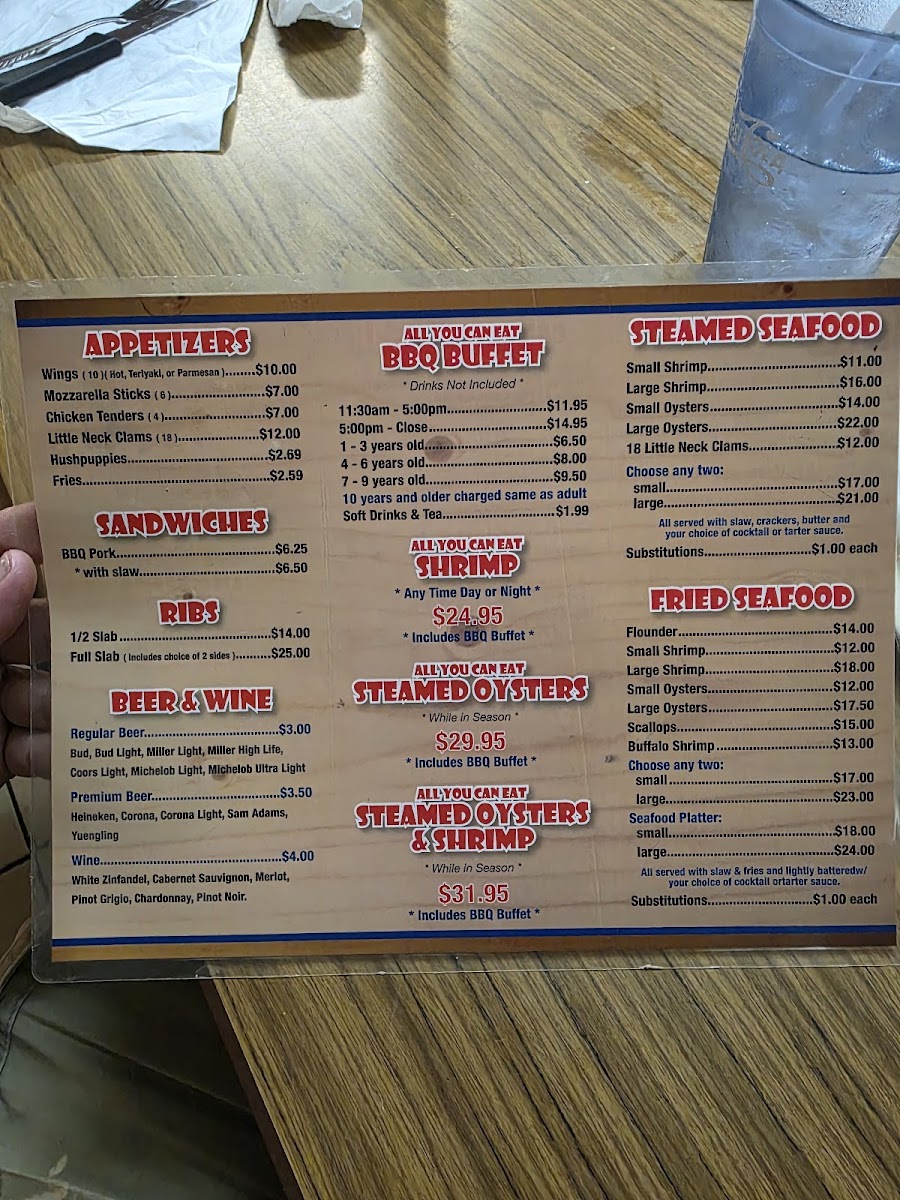 APPETIZERS
Wings ( 10 )( Hot, Teriyaki, or Parmesan )........$10.00
Mozzarella Sticks ( 6 )..............................$7.00
Chicken Tenders ( 4 )................................$7.00
Little Neck Clams ( 18 )............................$12.00
Hushpuppies...................................$2.69
Fries.....................................................$2.59
SANDWICHES
BBQ Pork.......................................$6.25
* with slaw..................................$6.50
RIBS
1/2 Slab .....................................$14.00
Full Slab ( Includes choice of 2 sides )..........$25.00
BEER & WINE
Regular Beer..................................$3.00
Bud, Bud Light, Miller Light, Miller High Life,
Coors Light, Michelob Light, Michelob Ultra Light
Premium Beer................................$3.50
Heineken, Corona, Corona Light, Sam Adams,
Yuengling
Wine..............................................$4.00
White Zinfandel, Cabernet Sauvignon, Merlot,
Pinot Grigio, Chardonnay, Pinot Noir.
ALL YOU CAN EAT
BBQ BUFFET
* Drinks Not Included *
11:30am - 5:00pm.........................$11.95
5:00pm - Close..............................$14.95
1 - 3 years old................................$6.50
4 - 6 years old................................$8.00
7 - 9 years old................................$9.50
10 years and older charged same as adult
Soft Drinks & Tea............................$1.99
ALL YOU CAN EAT
SHRIMP
* Any Time Day or Night *
$24.95
* Includes BBQ Buffet *
ALL YOU CAN EAT
STEAMED OYSTERS
* While in Season *
$29.95
* Includes BBQ Buffet *
ALL YOU CAN EAT
STEAMED OYSTERS
& SHRIMP
* While in Season *
$31.95
* Includes BBQ Buffet *
STEAMED SEAFOOD
Small Shrimp.................................$11.00
Large Shrimp.................................$16.00
Small Oysters................................$14.00
Large Oysters................................$22.00
18 Little Neck Clams......................$12.00
Choose any two:
small...........................................$17.00
large............................................$21.00
All served with slaw, crackers, butter and
your choice of cocktail or tarter sauce.
Substitutions...........................$1.00 each
FRIED SEAFOOD
Flounder.......................................$14.00
Small Shrimp................................$12.00
Large Shrimp................................$18.00
Small Oysters...............................$12.00
Large Oysters...............................$17.50
Scallops.......................................$15.00
Buffalo Shrimp.............................$13.00
Choose any two:
small..........................................$17.00
large...........................................$23.00
Seafood Platter:
small..........................................$18.00
large...........................................$24.00
All served with slaw & fries and lightly batteredw/
your choice of cocktail ortarter sauce.
Substitutions...........................$1.00 each